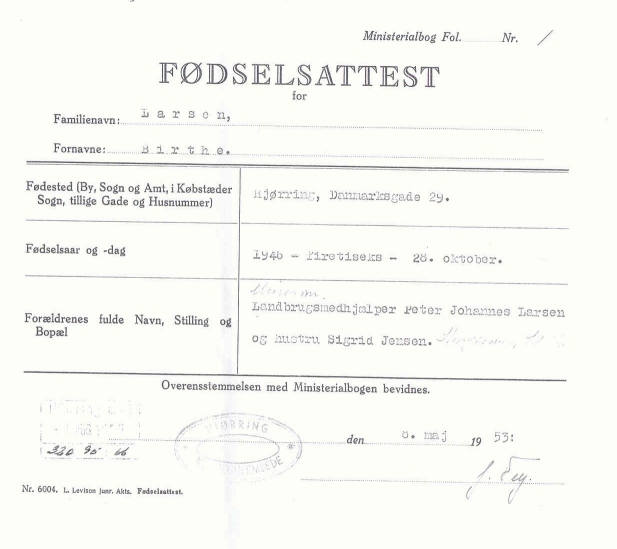 Ministerialbog Fol. Nr. /
FØDSELSATTEST
for
Familienavn: Larsen,
Fornavne: Birthe.
Fødested (By, Sogn og Amt, i Købstæder
Sogn, tillige Gade og Husnummer)
Hjørring, Danmarksgade 29.
Fødselsaar og -dag
1946 - firetiseks - 28. oktober.
Forældrenes fulde Navn, Stilling og
Bopæl
Landbrugsmedhjælper Peter Johannes Larsen
og hustru Sigrid Jensen.
Overensstemmelsen med Ministerialbogen bevidnes.
HJØRRING
den 8. maj 1953:
Nr. 6004. L. Levison junr. Akts. Fødselsattest.